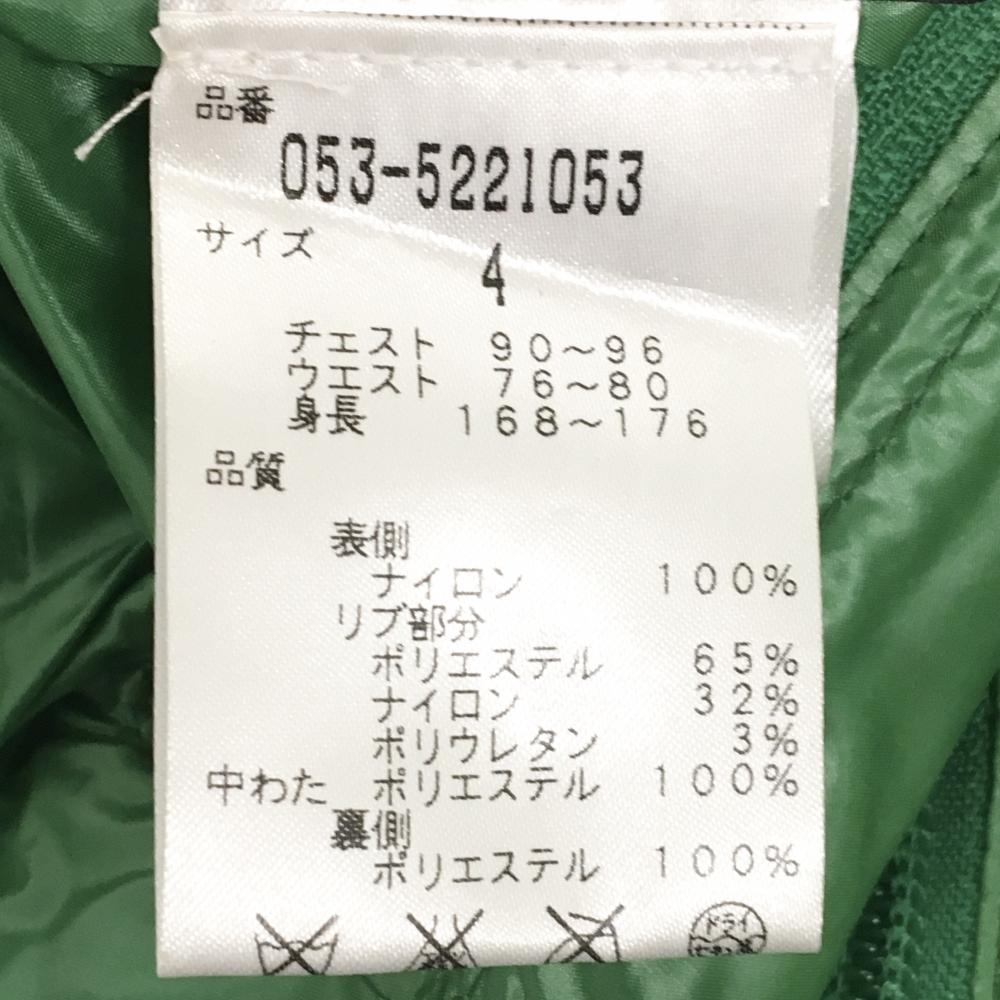 品番
053-5221053
サイズ
4
チェスト 90~96
ウエスト 76~80
身長 168~176
品質
表側
ナイロン 100%
リブ部分
ポリエステル 65%
ナイロン 32%
ポリウレタン 3%
中わた ポリエステル 100%
裏側
ポリエステル 100%
ドライ